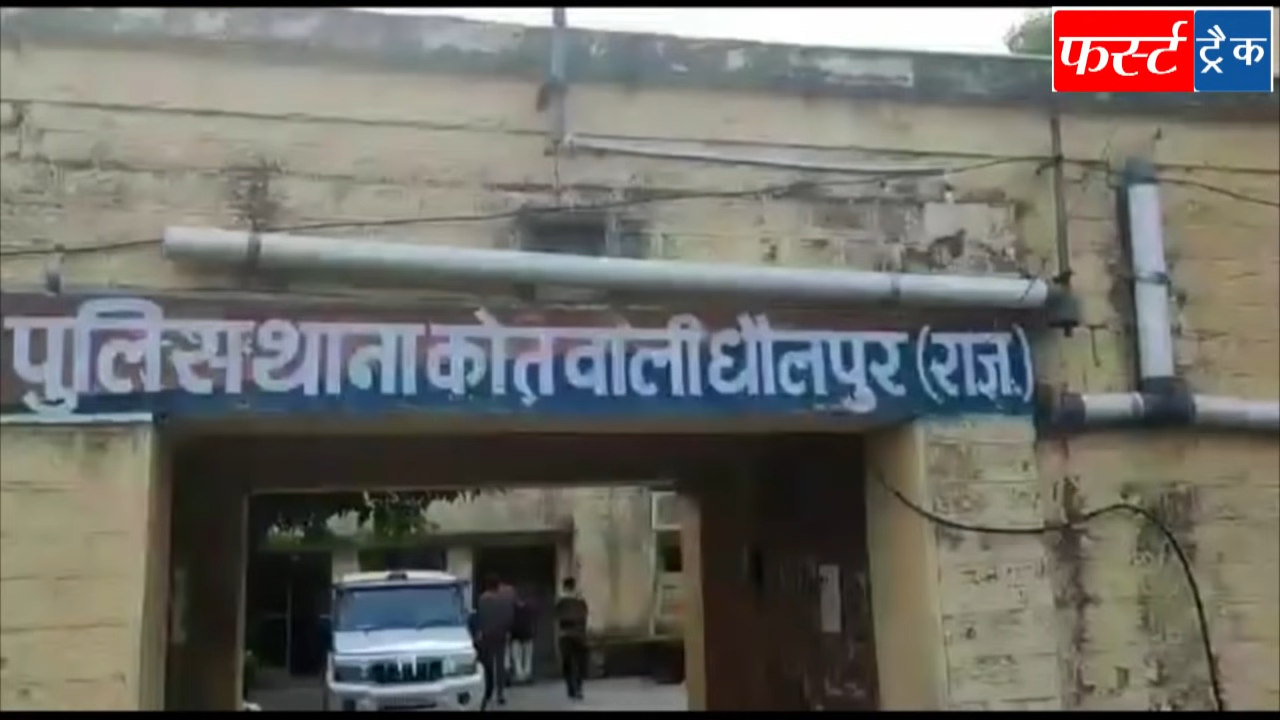 फर्स्ट ट्रैक
पुलिस थाना कोतवाली धौलपुर (राज.)